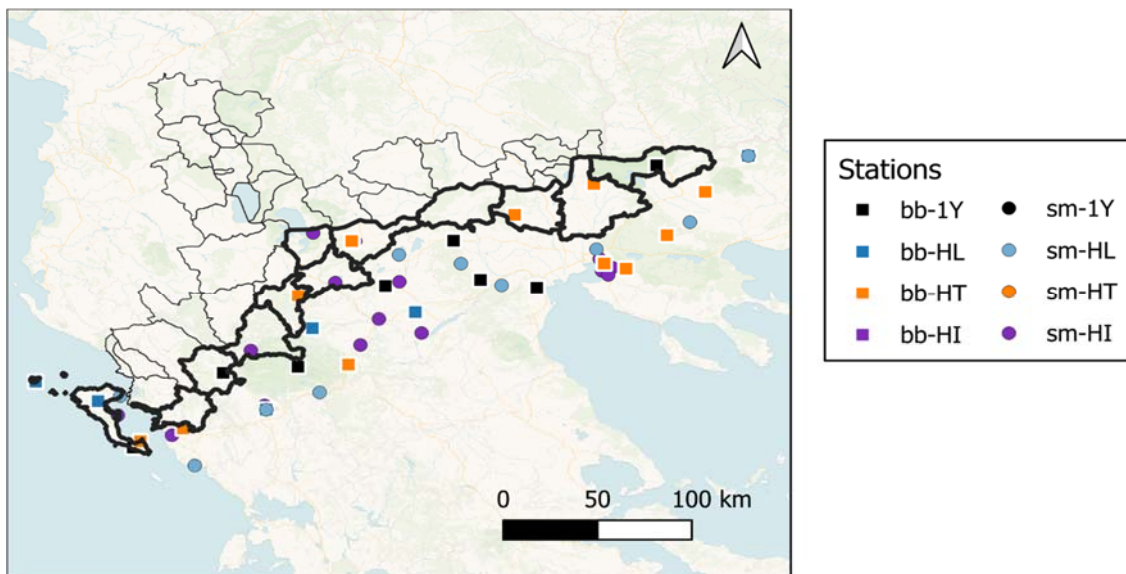 Stations
bb-1Y sm-1Y
bb-HL sm-HL
bb-HT sm-HT
bb-HI sm-HI
0 50 100 km